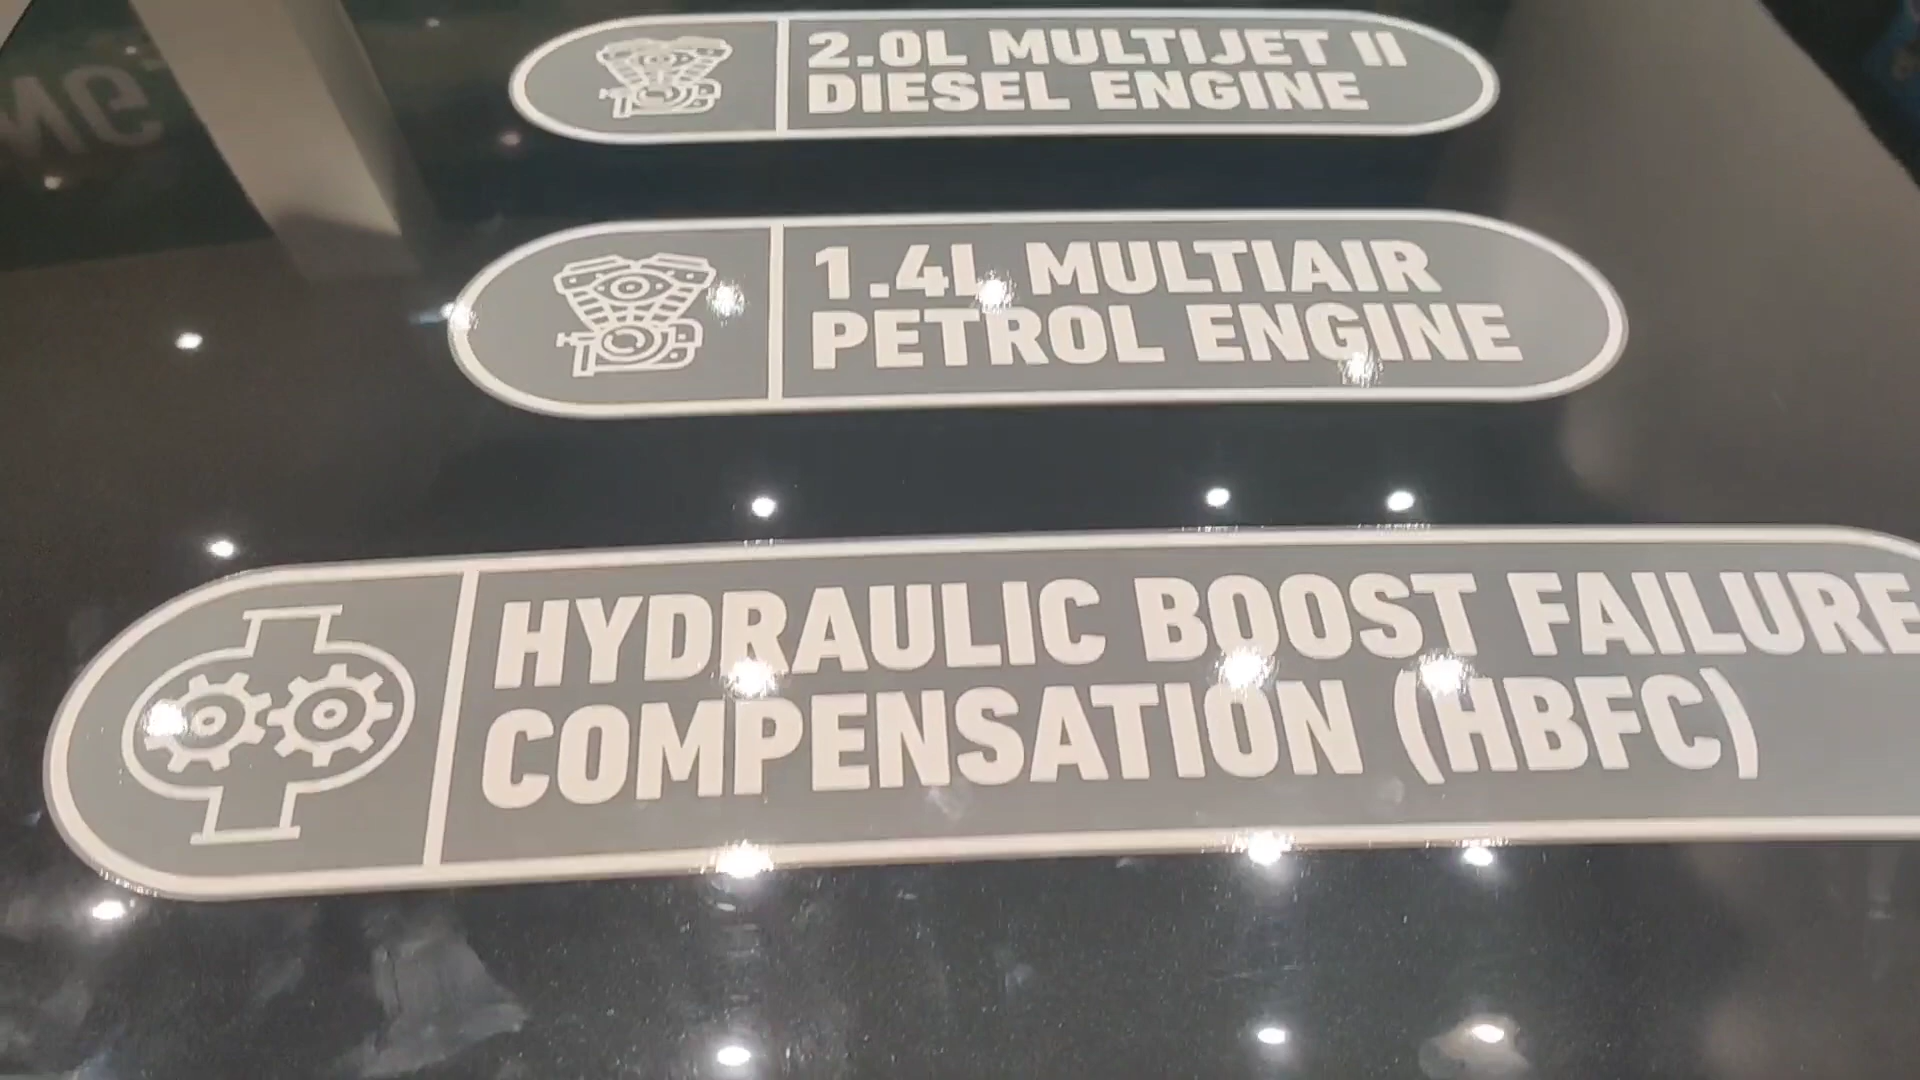 2.0L MULTIJET II
DIESEL ENGINE
1.4L MULTIAIR
PETROL ENGINE
HYDRAULIC BOOST FAILURE
COMPENSATION (HBFC)